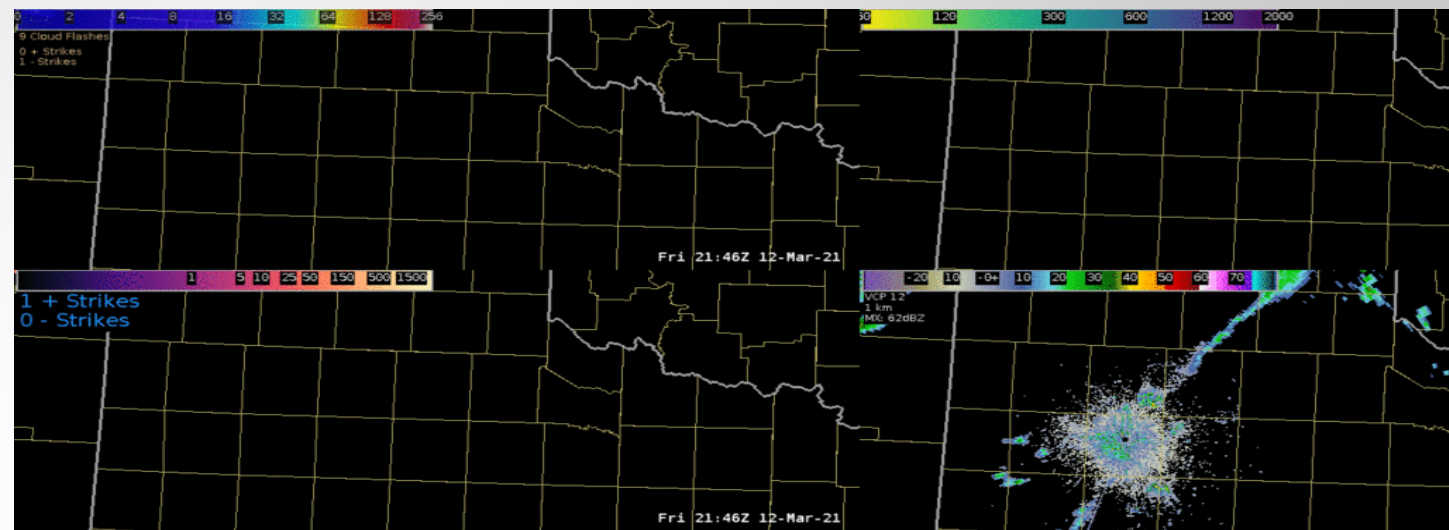 0 2 4 8 16 32 64 128 256
9 Cloud Flashes
0 + Strikes
1 - Strikes
Fri 21:46Z 12-Mar-21
120 300 600 1200 2000
1 5 10 25 50 150 500 1500
1 + Strikes
0 - Strikes
Fri 21:46Z 12-Mar-21
-20 10 -0+ 10 20 30 40 50 60 70
VCP 12
1 km
MX: 62dBZ